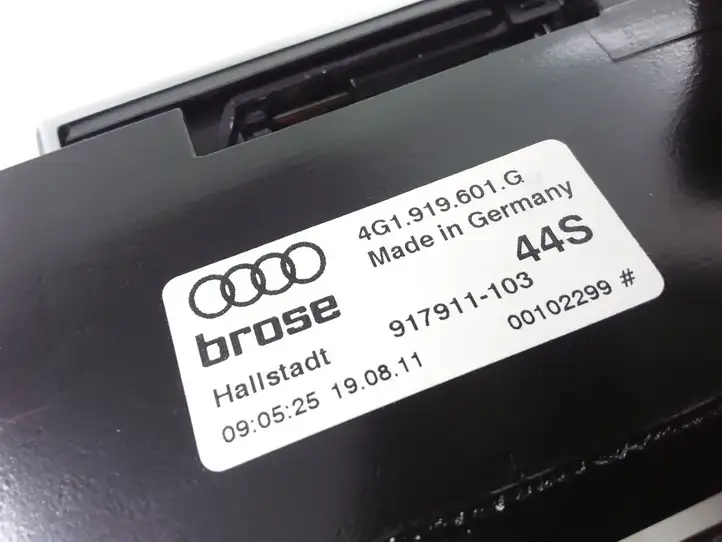 4G1.919.601.G
Made in Germany
44S
brose
917911-103
00102299 #
Hallstadt
09:05:25 19.08.11